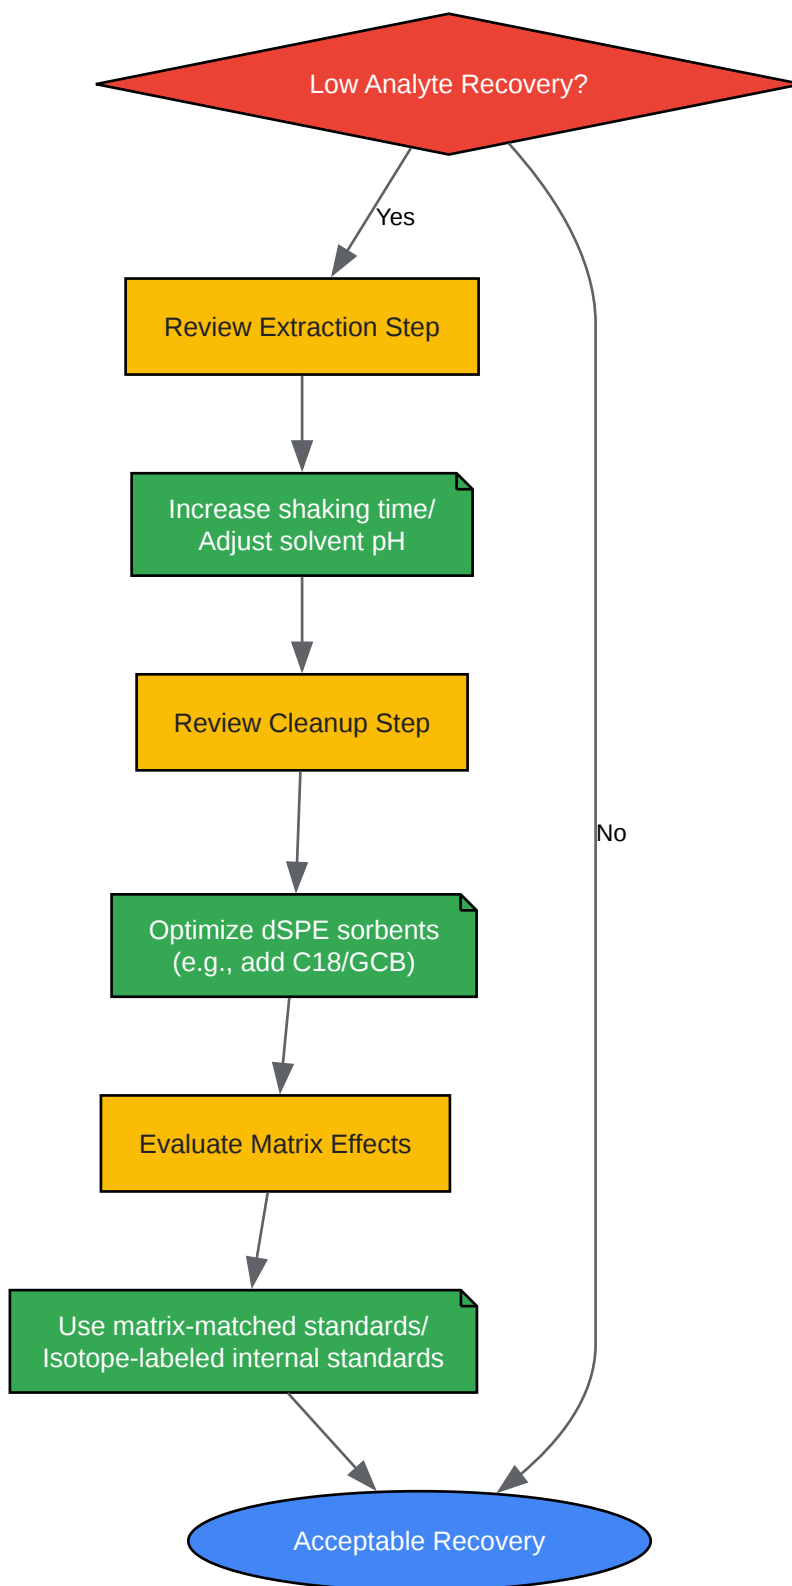 Low Analyte Recovery?
Yes
Review Extraction Step
Increase shaking time/
Adjust solvent pH
Review Cleanup Step
No
Optimize dSPE sorbents
(e.g., add C18/GCB)
Evaluate Matrix Effects
Use matrix-matched standards/
Isotope-labeled internal standards
Acceptable Recovery